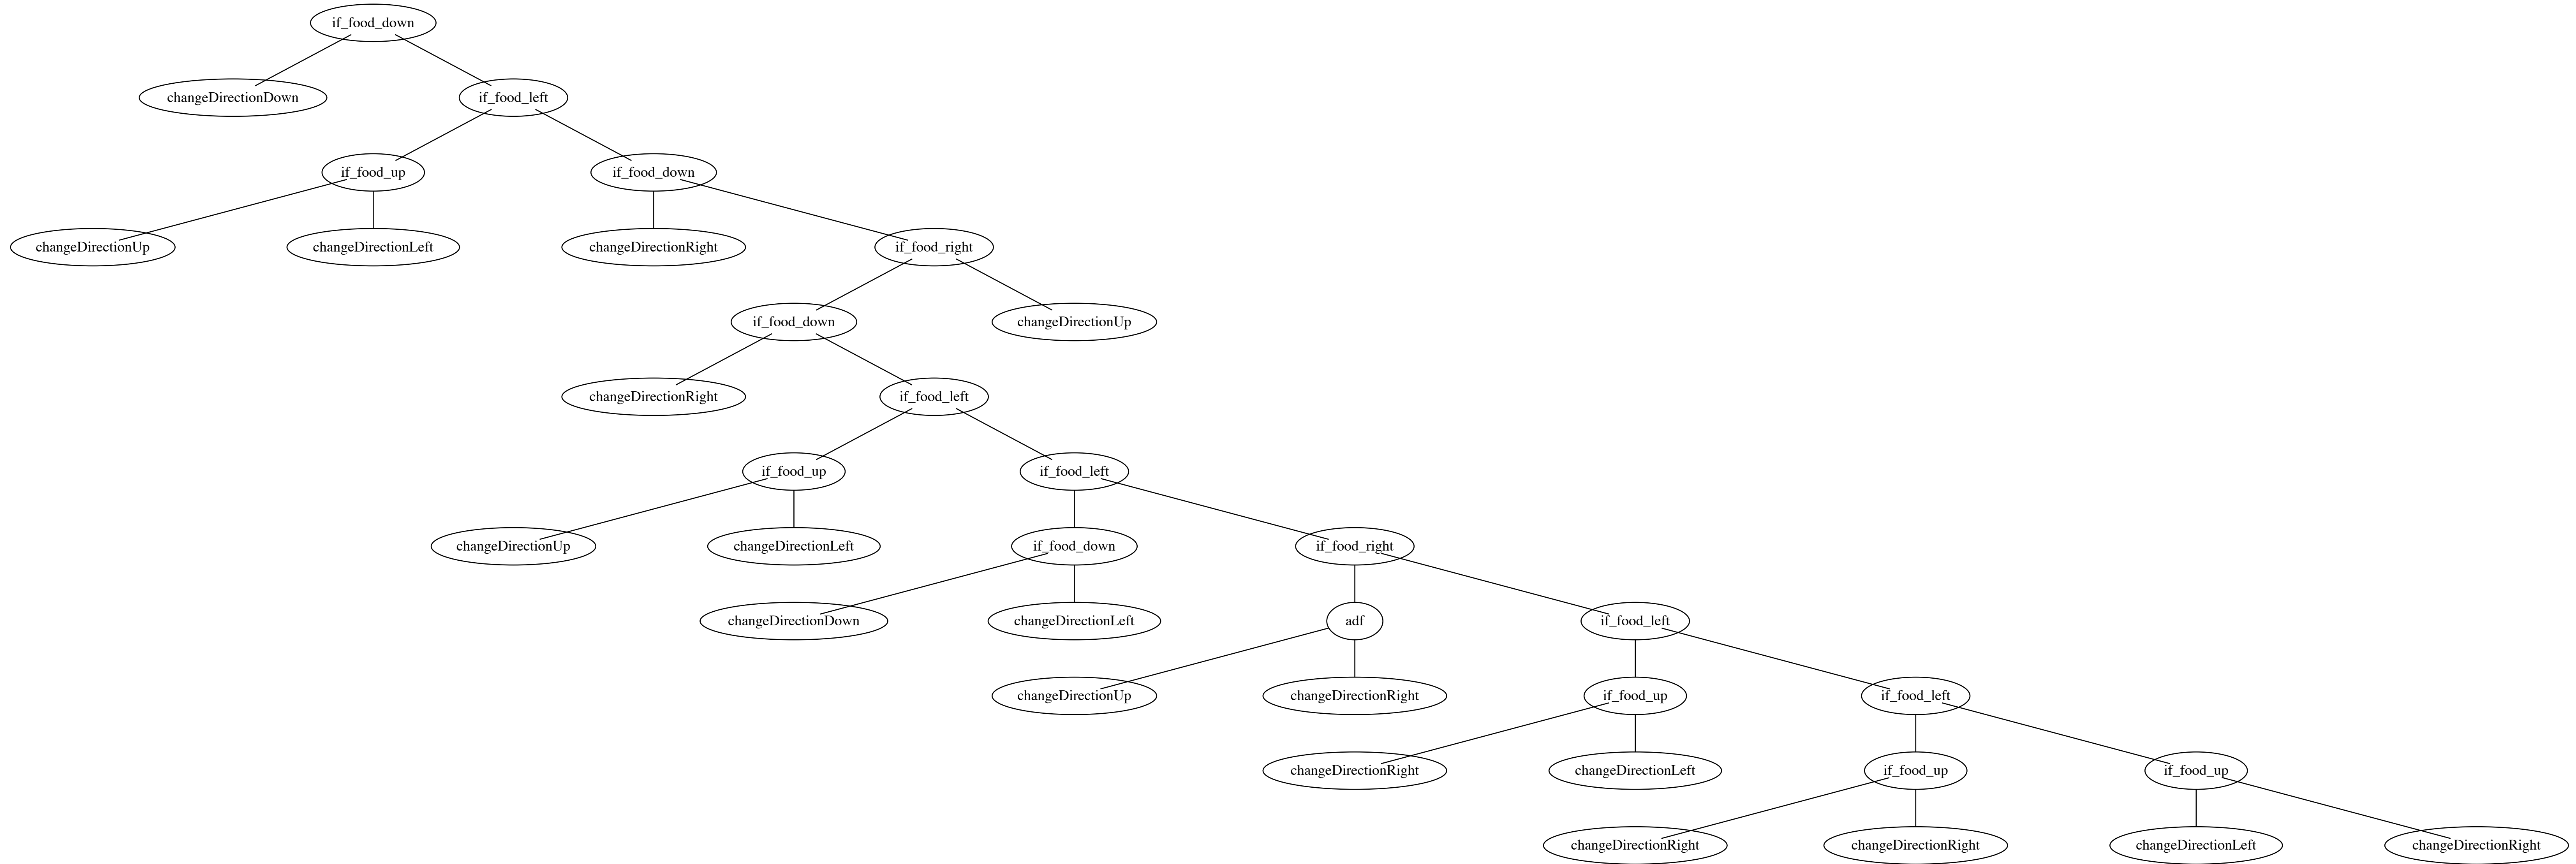 if_food_down
changeDirectionDown
if_food_left
if_food_up
if_food_down
changeDirectionUp
changeDirectionLeft
changeDirectionRight
if_food_right
if_food_down
changeDirectionUp
changeDirectionRight
if_food_left
if_food_up
if_food_left
changeDirectionUp
changeDirectionLeft
if_food_down
if_food_right
changeDirectionDown
changeDirectionLeft
adf
if_food_left
changeDirectionUp
changeDirectionRight
if_food_up
if_food_left
changeDirectionRight
changeDirectionLeft
if_food_up
if_food_up
changeDirectionRight
changeDirectionRight
changeDirectionLeft
changeDirectionRight